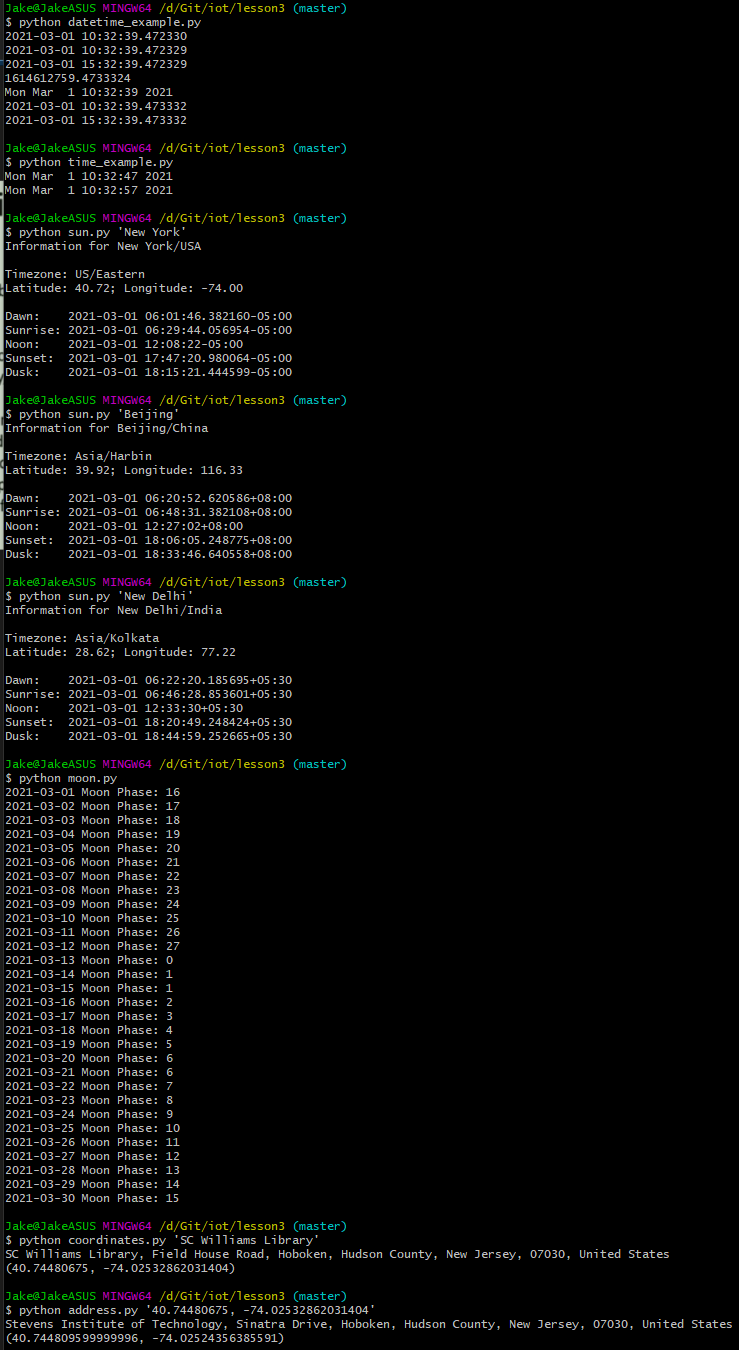 Jake@JakeASUS MINGW64 /d/Git/iot/lesson3 (master)
$ python datetime_example.py
2021-03-01 10:32:39.472330
2021-03-01 10:32:39.472329
2021-03-01 15:32:39.472329
1614612759.4733324
Mon Mar  1 10:32:39 2021
2021-03-01 10:32:39.473332
2021-03-01 15:32:39.473332

Jake@JakeASUS MINGW64 /d/Git/iot/lesson3 (master)
$ python time_example.py
Mon Mar  1 10:32:47 2021
Mon Mar  1 10:32:57 2021

Jake@JakeASUS MINGW64 /d/Git/iot/lesson3 (master)
$ python sun.py 'New York'
Information for New York/USA

Timezone: US/Eastern
Latitude: 40.72; Longitude: -74.00

Dawn:    2021-03-01 06:01:46.382160-05:00
Sunrise: 2021-03-01 06:29:44.056954-05:00
Noon:    2021-03-01 12:08:22-05:00
Sunset:  2021-03-01 17:47:20.980064-05:00
Dusk:    2021-03-01 18:15:21.444599-05:00

Jake@JakeASUS MINGW64 /d/Git/iot/lesson3 (master)
$ python sun.py 'Beijing'
Information for Beijing/China

Timezone: Asia/Harbin
Latitude: 39.92; Longitude: 116.33

Dawn:    2021-03-01 06:20:52.620586+08:00
Sunrise: 2021-03-01 06:48:31.382108+08:00
Noon:    2021-03-01 12:27:02+08:00
Sunset:  2021-03-01 18:06:05.248775+08:00
Dusk:    2021-03-01 18:33:46.640558+08:00

Jake@JakeASUS MINGW64 /d/Git/iot/lesson3 (master)
$ python sun.py 'New Delhi'
Information for New Delhi/India

Timezone: Asia/Kolkata
Latitude: 28.62; Longitude: 77.22

Dawn:    2021-03-01 06:22:20.185695+05:30
Sunrise: 2021-03-01 06:46:28.853601+05:30
Noon:    2021-03-01 12:33:30+05:30
Sunset:  2021-03-01 18:20:49.248424+05:30
Dusk:    2021-03-01 18:44:59.252665+05:30

Jake@JakeASUS MINGW64 /d/Git/iot/lesson3 (master)
$ python moon.py
2021-03-01 Moon Phase: 16
2021-03-02 Moon Phase: 17
2021-03-03 Moon Phase: 18
2021-03-04 Moon Phase: 19
2021-03-05 Moon Phase: 20
2021-03-06 Moon Phase: 21
2021-03-07 Moon Phase: 22
2021-03-08 Moon Phase: 23
2021-03-09 Moon Phase: 24
2021-03-10 Moon Phase: 25
2021-03-11 Moon Phase: 26
2021-03-12 Moon Phase: 27
2021-03-13 Moon Phase: 0
2021-03-14 Moon Phase: 1
2021-03-15 Moon Phase: 1
2021-03-16 Moon Phase: 2
2021-03-17 Moon Phase: 3
2021-03-18 Moon Phase: 4
2021-03-19 Moon Phase: 5
2021-03-20 Moon Phase: 6
2021-03-21 Moon Phase: 6
2021-03-22 Moon Phase: 7
2021-03-23 Moon Phase: 8
2021-03-24 Moon Phase: 9
2021-03-25 Moon Phase: 10
2021-03-26 Moon Phase: 11
2021-03-27 Moon Phase: 12
2021-03-28 Moon Phase: 13
2021-03-29 Moon Phase: 14
2021-03-30 Moon Phase: 15

Jake@JakeASUS MINGW64 /d/Git/iot/lesson3 (master)
$ python coordinates.py 'SC Williams Library'
SC Williams Library, Field House Road, Hoboken, Hudson County, New Jersey, 07030, United States
(40.74480675, -74.02532862031404)

Jake@JakeASUS MINGW64 /d/Git/iot/lesson3 (master)
$ python address.py '40.74480675, -74.02532862031404'
Stevens Institute of Technology, Sinatra Drive, Hoboken, Hudson County, New Jersey, 07030, United States
(40.744809599999996, -74.02524356385591)